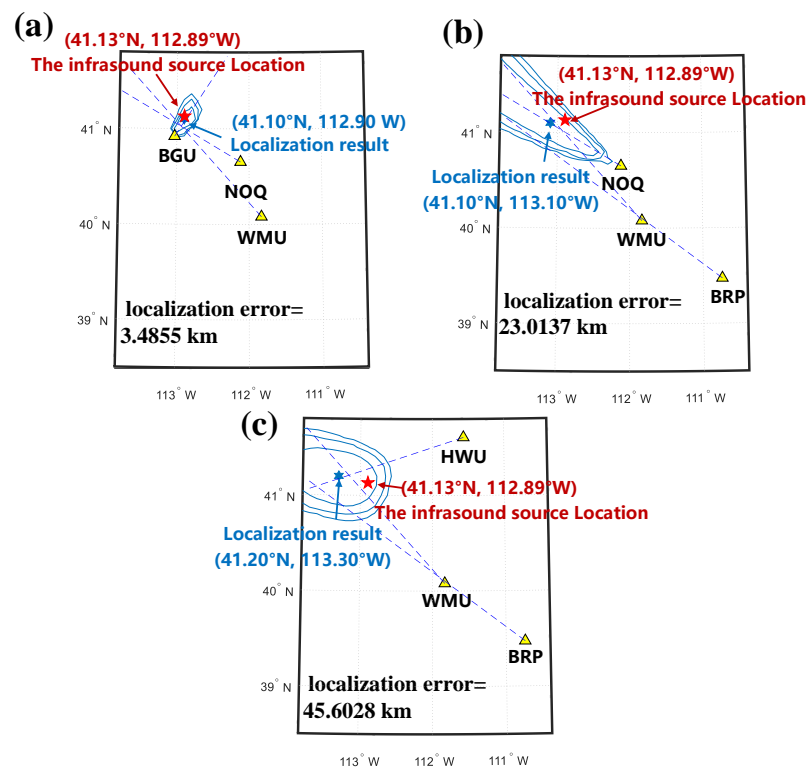 (a)
(41.13°N, 112.89°W)
The infrasound source Location
(41.10°N, 112.90 W)
Localization result
41° N
BGU
NOQ
WMU
40° N
39° N
localization error=
3.4855 km
113° W
112° W
111° W
(b)
(41.13°N, 112.89°W)
The infrasound source Location
41° N
Localization result
(41.10°N, 113.10°W)
NOQ
WMU
40° N
BRP
39° N
localization error=
23.0137 km
113° W
112° W
111° W
(c)
HWU
(41.13°N, 112.89°W)
The infrasound source Location
41° N
Localization result
(41.20°N, 113.30°W)
WMU
40° N
BRP
39° N
localization error=
45.6028 km
113° W
112° W
111° W